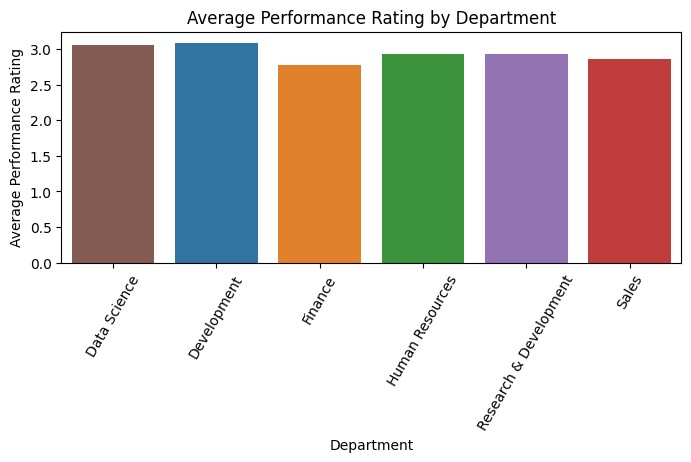 Average Performance Rating by Department
Average Performance Rating
3.0
2.5
2.0
1.5
1.0
0.5
0.0
Data Science
Development
Finance
Human Resources
Research & Development
Sales
Department